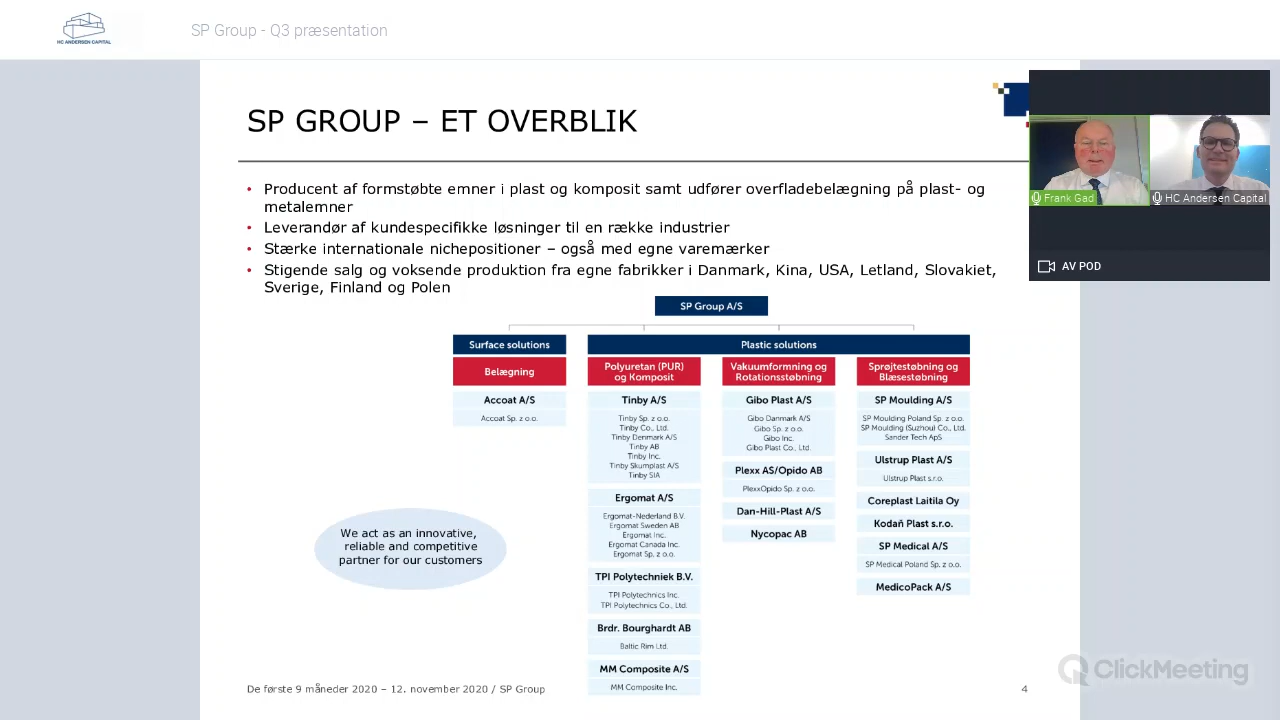 HC ANDERSEN CAPITAL
SP Group - Q3 præsentation
SP GROUP – ET OVERBLIK
• Producent af formstøbte emner i plast og komposit samt udfører overfladebelægning på plast- og
metalemner
• Leverandør af kundespecifikke løsninger til en række industrier
• Stærke internationale nichepositioner – også med egne varemærker
• Stigende salg og voksende produktion fra egne fabrikker i Danmark, Kina, USA, Letland, Slovakiet,
Sverige, Finland og Polen
Frank Gad
HC Andersen Capital
AV POD
SP Group A/S
Surface solutions
Plastic solutions
Belægning
Accoat A/S
Accoat Sp. z o.o.
Polyuretan (PUR)
og Komposit
Tinby A/S
Tinby Sp. z o.o.
Tinby Co., Ltd.
Tinby Denmark A/S
Tinby AB
Tinby Inc.
Tinby Skumplast A/S
Tinby SIA
Ergomat A/S
Ergomat-Nederland B.V.
Ergomat Sweden AB
Ergomat Inc.
Ergomat Canada Inc.
Ergomat Sp. z o.o.
TPI Polytechniek B.V.
TPI Polytechnics Inc.
TPI Polytechnics Co., Ltd.
Brdr. Bourghardt AB
Baltic Rim Ltd.
MM Composite A/S
MM Composite Inc.
Vakuumformning og
Rotationsstøbning
Gibo Plast A/S
Gibo Danmark A/S
Gibo Sp. z o.o.
Gibo Inc.
Gibo Plast Co., Ltd.
Plexx AS/Opido AB
PlexxOpido Sp. z o.o.
Dan-Hill-Plast A/S
Nycopac AB
Sprøjtestøbning og
Blæsestøbning
SP Moulding A/S
SP Moulding Poland Sp. z o.o.
SP Moulding (Suzhou) Co., Ltd.
Sander Tech ApS
Ulstrup Plast A/S
Ulstrup Plast s.r.o.
Coreplast Laitila Oy
Kodaň Plast s.r.o.
SP Medical A/S
SP Medical Poland Sp. z o.o.
MedicoPack A/S
We act as an innovative,
reliable and competitive
partner for our customers
De første 9 måneder 2020 – 12. november 2020 / SP Group
4
ClickMeeting